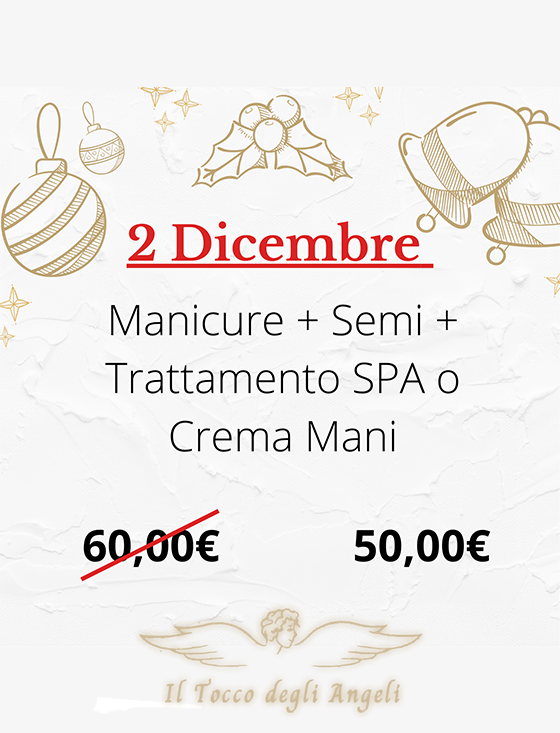 2 Dicembre
Manicure + Semi +
Trattamento SPA o
Crema Mani
60,00€ 50,00€
Il Tocco degli Angeli